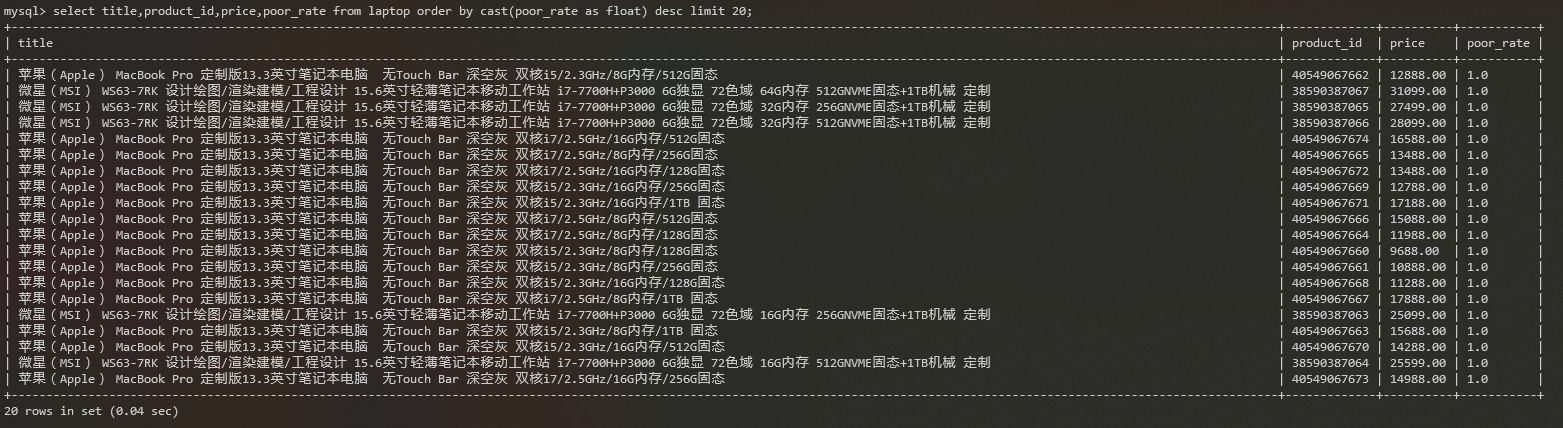 mysql> select title,product_id,price,poor_rate from laptop order by cast(poor_rate as float) desc limit 20;
| title | product_id | price | poor_rate |
| 苹果（Apple） MacBook Pro 定制版13.3英寸笔记本电脑  无Touch Bar 深空灰 双核i5/2.3GHz/8G内存/512G固态 | 40549067662 | 12888.00 | 1.0 |
| 微星（MSI） WS63-7RK 设计绘图/渲染建模/工程设计 15.6英寸轻薄笔记本移动工作站 i7-7700H+P3000 6G独显 72色域 64G内存 512GNVME固态+1TB机械 定制 | 38590387067 | 31099.00 | 1.0 |
| 微星（MSI） WS63-7RK 设计绘图/渲染建模/工程设计 15.6英寸轻薄笔记本移动工作站 i7-7700H+P3000 6G独显 72色域 32G内存 256GNVME固态+1TB机械 定制 | 38590387065 | 27499.00 | 1.0 |
| 微星（MSI） WS63-7RK 设计绘图/渲染建模/工程设计 15.6英寸轻薄笔记本移动工作站 i7-7700H+P3000 6G独显 72色域 32G内存 512GNVME固态+1TB机械 定制 | 38590387066 | 28099.00 | 1.0 |
| 苹果（Apple） MacBook Pro 定制版13.3英寸笔记本电脑  无Touch Bar 深空灰 双核i7/2.5GHz/16G内存/512G固态 | 40549067674 | 16588.00 | 1.0 |
| 苹果（Apple） MacBook Pro 定制版13.3英寸笔记本电脑  无Touch Bar 深空灰 双核i7/2.5GHz/8G内存/256G固态 | 40549067665 | 13488.00 | 1.0 |
| 苹果（Apple） MacBook Pro 定制版13.3英寸笔记本电脑  无Touch Bar 深空灰 双核i7/2.5GHz/16G内存/128G固态 | 40549067672 | 13488.00 | 1.0 |
| 苹果（Apple） MacBook Pro 定制版13.3英寸笔记本电脑  无Touch Bar 深空灰 双核i5/2.3GHz/16G内存/256G固态 | 40549067669 | 12788.00 | 1.0 |
| 苹果（Apple） MacBook Pro 定制版13.3英寸笔记本电脑  无Touch Bar 深空灰 双核i5/2.3GHz/16G内存/1TB 固态 | 40549067671 | 17188.00 | 1.0 |
| 苹果（Apple） MacBook Pro 定制版13.3英寸笔记本电脑  无Touch Bar 深空灰 双核i7/2.5GHz/8G内存/512G固态 | 40549067666 | 15088.00 | 1.0 |
| 苹果（Apple） MacBook Pro 定制版13.3英寸笔记本电脑  无Touch Bar 深空灰 双核i7/2.5GHz/8G内存/128G固态 | 40549067664 | 11988.00 | 1.0 |
| 苹果（Apple） MacBook Pro 定制版13.3英寸笔记本电脑  无Touch Bar 深空灰 双核i5/2.3GHz/8G内存/128G固态 | 40549067660 | 9688.00 | 1.0 |
| 苹果（Apple） MacBook Pro 定制版13.3英寸笔记本电脑  无Touch Bar 深空灰 双核i5/2.3GHz/8G内存/256G固态 | 40549067661 | 10888.00 | 1.0 |
| 苹果（Apple） MacBook Pro 定制版13.3英寸笔记本电脑  无Touch Bar 深空灰 双核i5/2.3GHz/16G内存/128G固态 | 40549067668 | 11288.00 | 1.0 |
| 苹果（Apple） MacBook Pro 定制版13.3英寸笔记本电脑  无Touch Bar 深空灰 双核i7/2.5GHz/8G内存/1TB 固态 | 40549067667 | 17888.00 | 1.0 |
| 微星（MSI） WS63-7RK 设计绘图/渲染建模/工程设计 15.6英寸轻薄笔记本移动工作站 i7-7700H+P3000 6G独显 72色域 16G内存 256GNVME固态+1TB机械 定制 | 38590387063 | 25099.00 | 1.0 |
| 苹果（Apple） MacBook Pro 定制版13.3英寸笔记本电脑  无Touch Bar 深空灰 双核i5/2.3GHz/8G内存/1TB 固态 | 40549067663 | 15688.00 | 1.0 |
| 苹果（Apple） MacBook Pro 定制版13.3英寸笔记本电脑  无Touch Bar 深空灰 双核i5/2.3GHz/16G内存/512G固态 | 40549067670 | 14288.00 | 1.0 |
| 微星（MSI） WS63-7RK 设计绘图/渲染建模/工程设计 15.6英寸轻薄笔记本移动工作站 i7-7700H+P3000 6G独显 72色域 16G内存 512GNVME固态+1TB机械 定制 | 38590387064 | 25599.00 | 1.0 |
| 苹果（Apple） MacBook Pro 定制版13.3英寸笔记本电脑  无Touch Bar 深空灰 双核i7/2.5GHz/16G内存/256G固态 | 40549067673 | 14988.00 | 1.0 |
20 rows in set (0.04 sec)